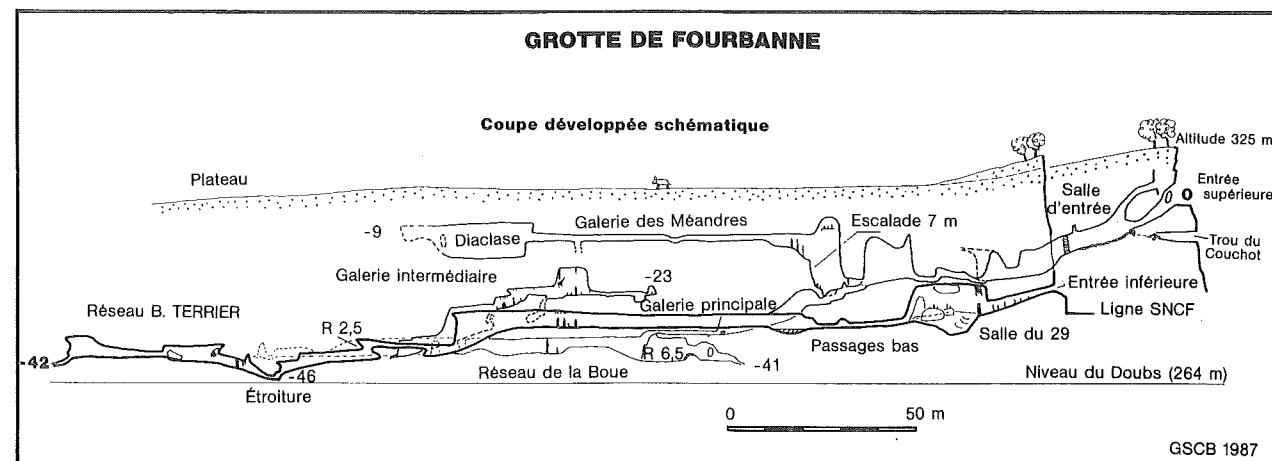 GROTTE DE FOURBANNE
Coupe développée schématique
Altitude 325 m
Plateau
Salle
d'entrée
Entrée
supérieure
O
Galerie des Méandres
Escalade 7 m
-9
Diaclase
Trou du
Couchot
Galerie intermédiaire
-23
Entrée inférieure
Galerie principale
Réseau B. TERRIER
Ligne SNCF
R 2,5
Salle du 29
Passages bas
R 6,5
-42
-41
-46
Réseau de la Boue
Niveau du Doubs (264 m)
Étroiture
0
50 m
GSCB 1987